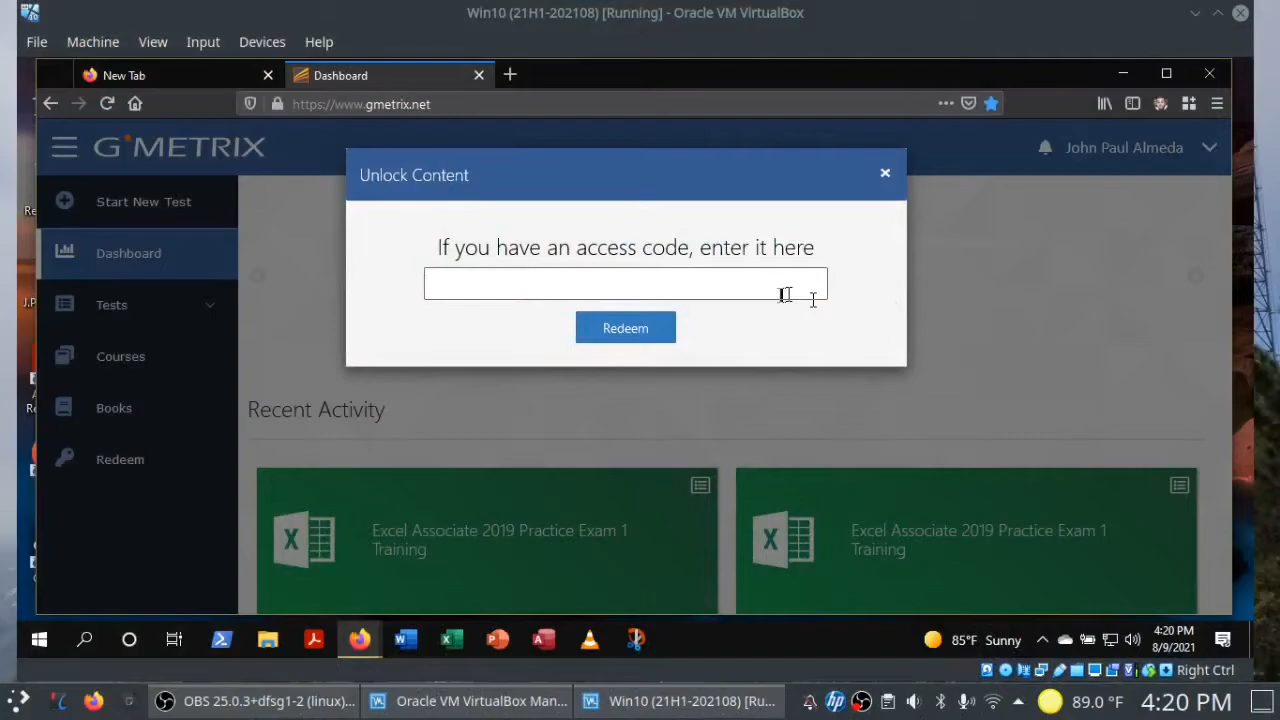 Win10 (21H1-202108) [Running] - Oracle VM VirtualBox
File Machine View Input Devices Help
New Tab
Dashboard
https://www.gmetrix.net
G METRIX
John Paul Almeda
Unlock Content
Start New Test
Dashboard
Tests
Courses
Books
Redeem
If you have an access code, enter it here
Redeem
Recent Activity
Excel Associate 2019 Practice Exam 1
Training
Excel Associate 2019 Practice Exam 1
Training
85°F Sunny
4:20 PM
8/9/2021
Right Ctrl
OBS 25.0.3+dfsg1-2 (linux)...
Oracle VM VirtualBox Man...
Win10 (21H1-202108) [Ru...
89.0 °F
4:20 PM